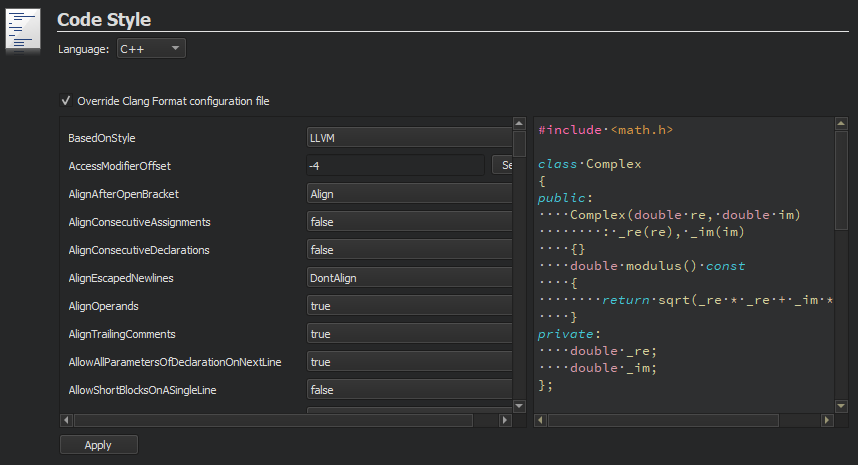 Code Style
Language: C++
Override Clang Format configuration file
BasedOnStyle LLVM
AccessModifierOffset -4 Se
AlignAfterOpenBracket Align
AlignConsecutiveAssignments false
AlignConsecutiveDeclarations false
AlignEscapedNewlines DontAlign
AlignOperands true
AlignTrailingComments true
AllowAllParametersOfDeclarationOnNextLine true
AllowShortBlocksOnASingleLine false
#include·<math.h>
class·Complex
{
public:
····Complex(double·re,·double·im)
········:·_re(re),·_im(im)
····{}
····double·modulus()·const
····{
········return·sqrt(_re·*·_re·+·_im·*
····}
private:
····double·_re;
····double·_im;
};
Apply